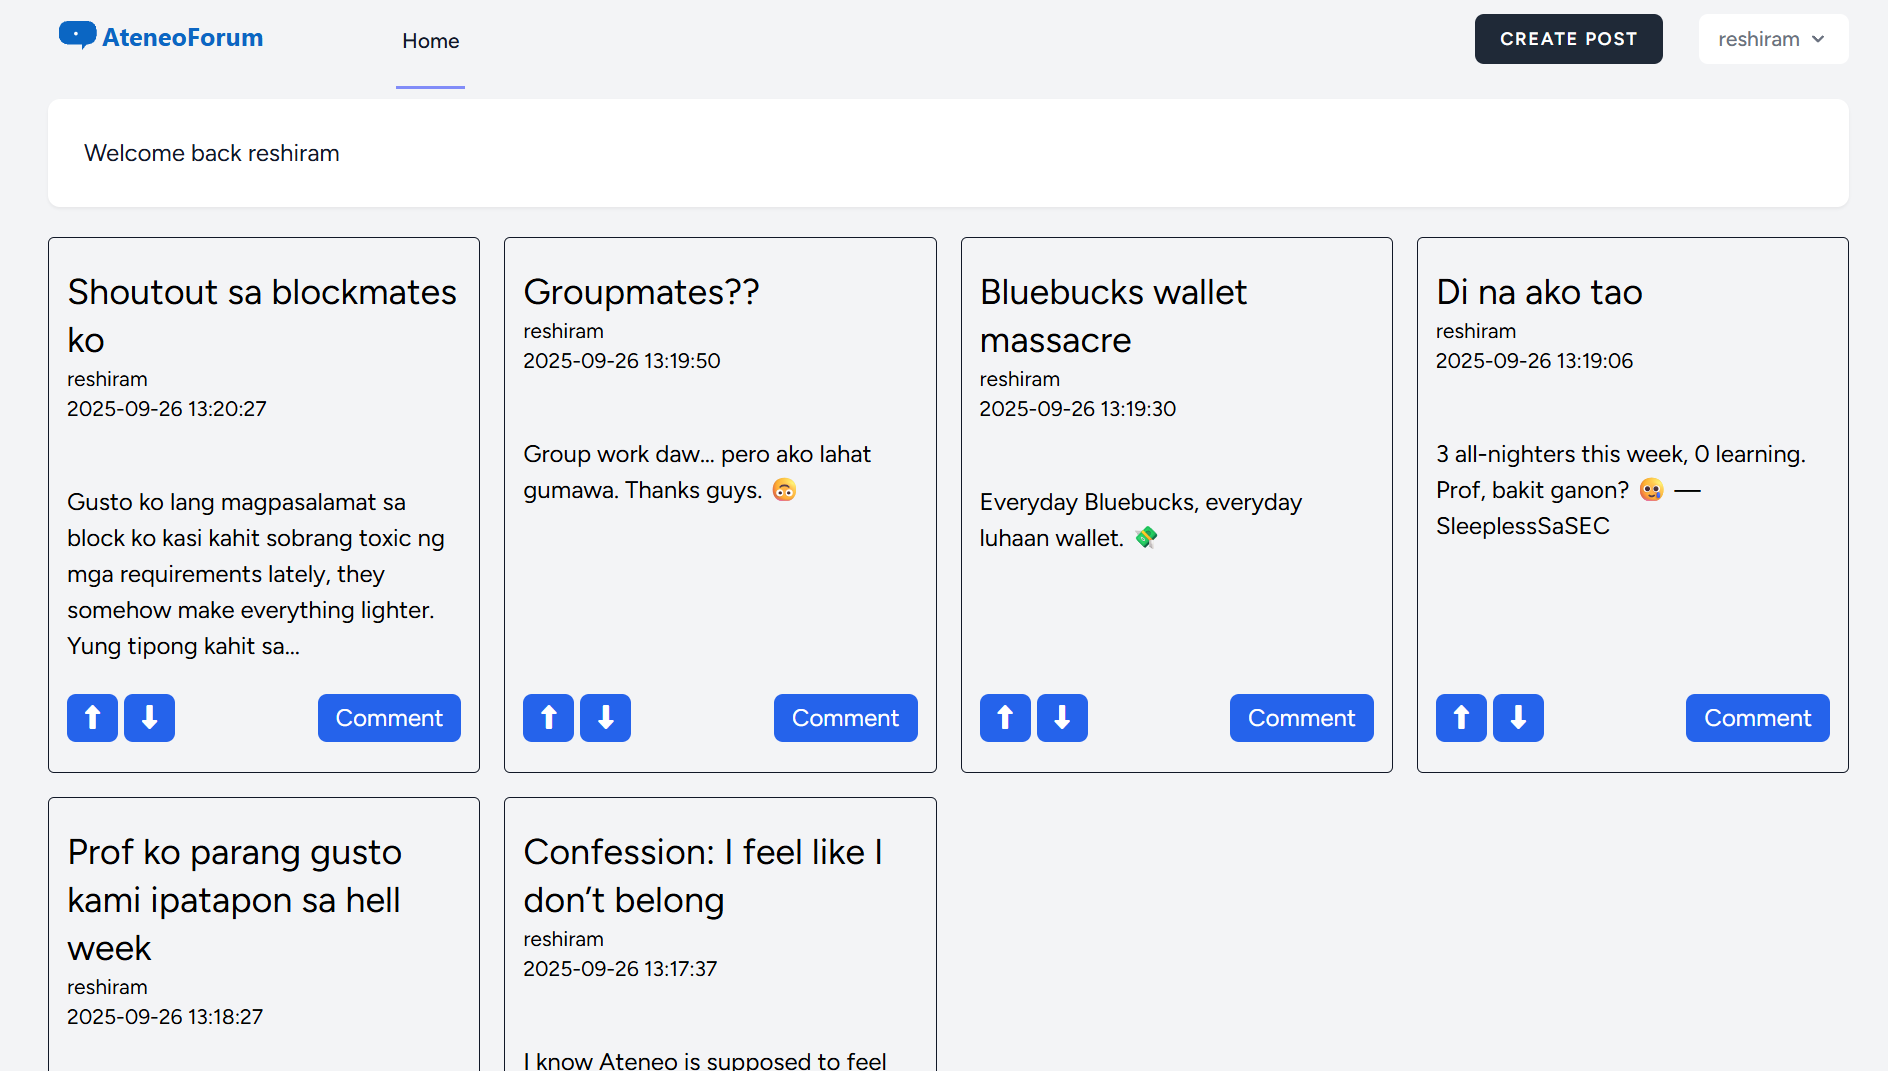 AteneoForum
Home
CREATE POST
reshiram
Welcome back reshiram
Shoutout sa blockmates
ko
reshiram
2025-09-26 13:20:27
Gusto ko lang magpasalamat sa
block ko kasi kahit sobrang toxic ng
mga requirements lately, they
somehow make everything lighter.
Yung tipong kahit sa...
Comment
Groupmates??
reshiram
2025-09-26 13:19:50
Group work daw... pero ako lahat
gumawa. Thanks guys. 🙃
Comment
Bluebucks wallet
massacre
reshiram
2025-09-26 13:19:30
Everyday Bluebucks, everyday
luhaan wallet. 💸
Comment
Di na ako tao
reshiram
2025-09-26 13:19:06
3 all-nighters this week, 0 learning.
Prof, bakit ganon? 🥲 —
SleeplessSaSEC
Comment
Prof ko parang gusto
kami ipatapon sa hell
week
reshiram
2025-09-26 13:18:27
Confession: I feel like I
don’t belong
reshiram
2025-09-26 13:17:37
I know Ateneo is supposed to feel